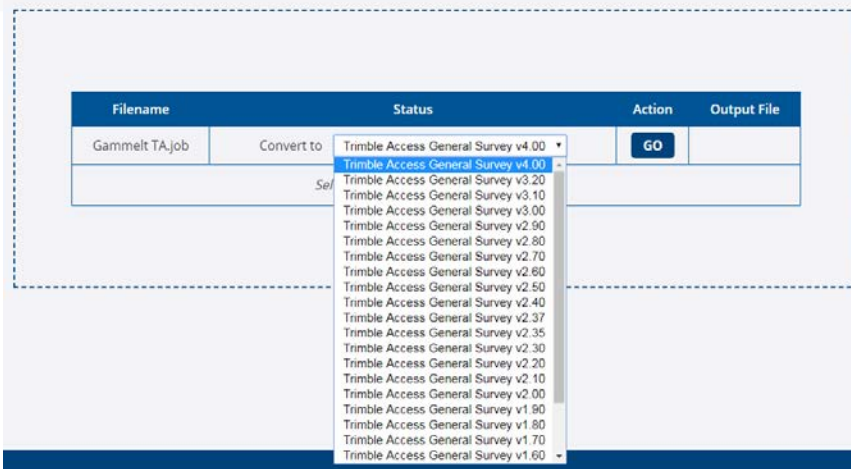 Filename Status Action Output File
Gammelt TA.job Convert to Trimble Access General Survey v4.00 GO
Trimble Access General Survey v4.00
Sel
Trimble Access General Survey v3.20
Trimble Access General Survey v3.10
Trimble Access General Survey v3.00
Trimble Access General Survey v2.90
Trimble Access General Survey v2.80
Trimble Access General Survey v2.70
Trimble Access General Survey v2.60
Trimble Access General Survey v2.50
Trimble Access General Survey v2.40
Trimble Access General Survey v2.37
Trimble Access General Survey v2.35
Trimble Access General Survey v2.30
Trimble Access General Survey v2.20
Trimble Access General Survey v2.10
Trimble Access General Survey v2.00
Trimble Access General Survey v1.90
Trimble Access General Survey v1.80
Trimble Access General Survey v1.70
Trimble Access General Survey v1.60